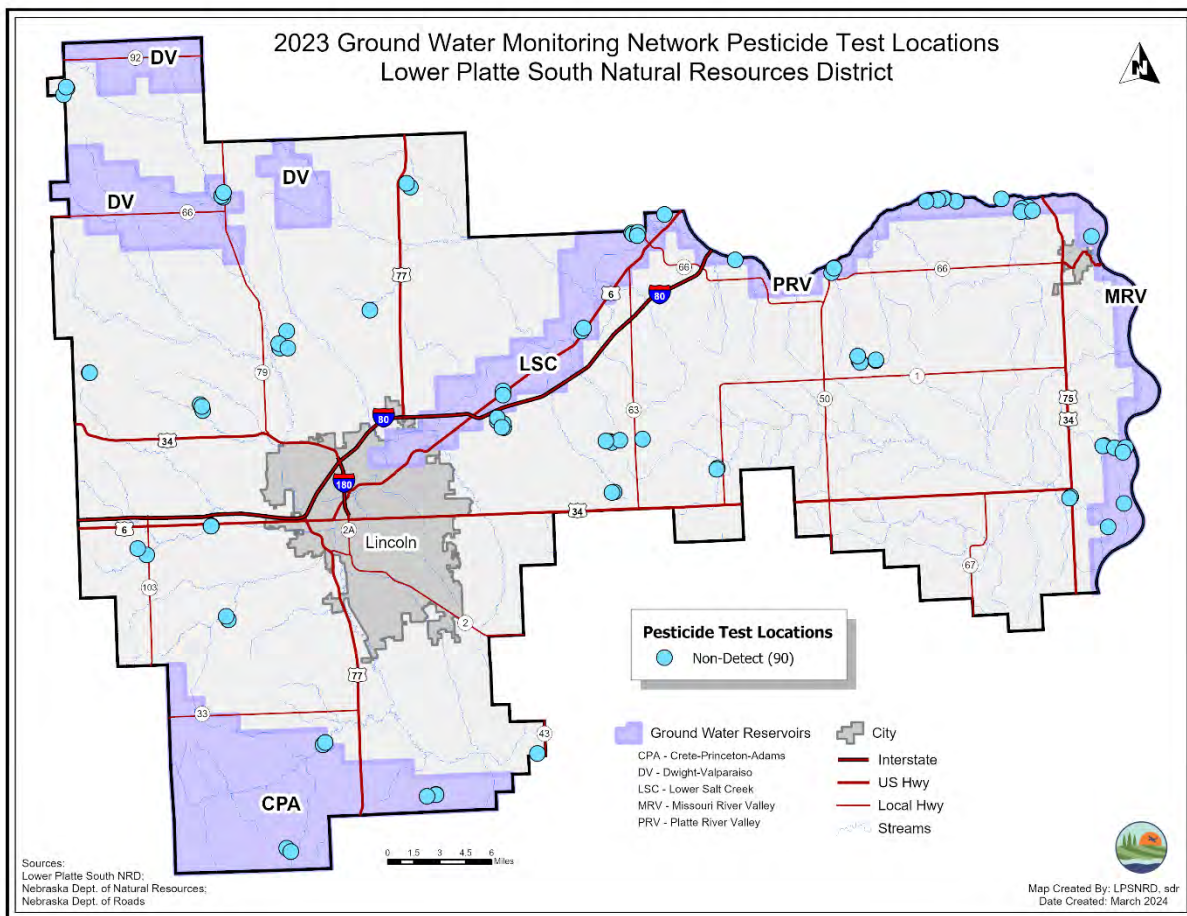 2023 Ground Water Monitoring Network Pesticide Test Locations
Lower Platte South Natural Resources District
N
92
DV
DV
DV
66
77
66
6
80
PRV
66
MRV
79
LSC
63
50
1
75
34
34
80
180
6
34
2A
Lincoln
103
2
67
77
33
43
CPA
Pesticide Test Locations
Non-Detect (90)
Ground Water Reservoirs
CPA - Crete-Princeton-Adams
DV - Dwight-Valparaiso
LSC - Lower Salt Creek
MRV - Missouri River Valley
PRV - Platte River Valley
City
Interstate
US Hwy
Local Hwy
Streams
0 1.5 3 4.5 6
Miles
Sources:
Lower Platte South NRD;
Nebraska Dept. of Natural Resources;
Nebraska Dept. of Roads
Map Created By: LPSNRD, sdr
Date Created: March 2024